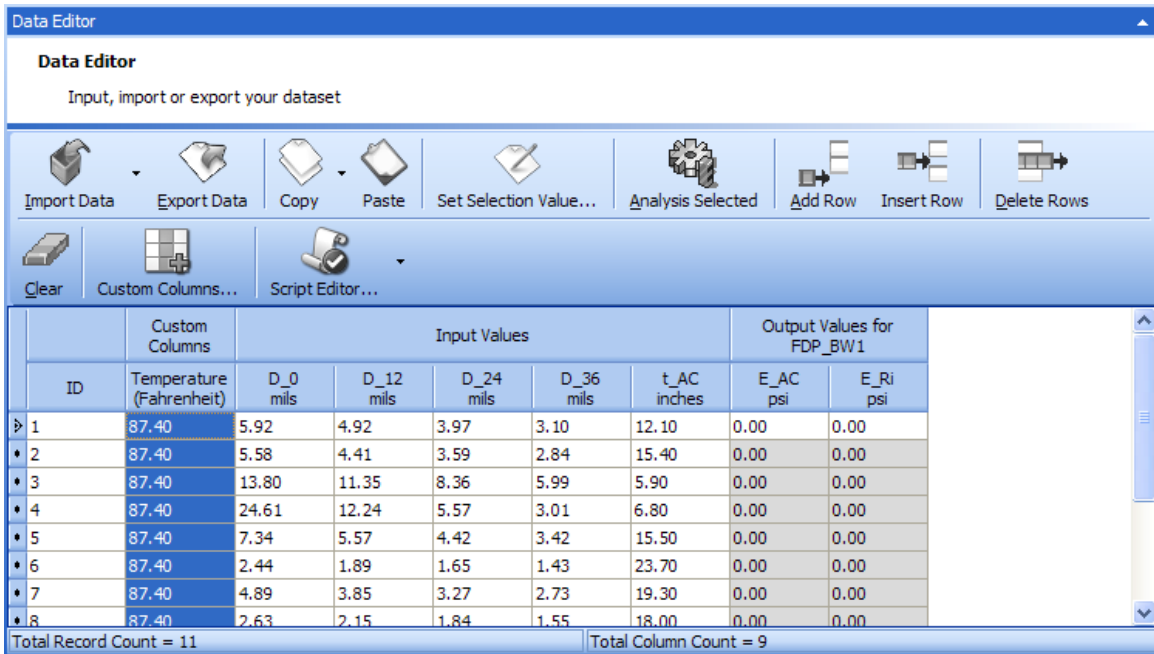 Data Editor
Data Editor
Input, import or export your dataset
Import Data Export Data Copy Paste Set Selection Value... Analysis Selected Add Row Insert Row Delete Rows
Clear Custom Columns... Script Editor...
Custom Columns Input Values Output Values for FDP_BW1
ID Temperature (Fahrenheit) D_0 mils D_12 mils D_24 mils D_36 mils t_AC inches E_AC psi E_Ri psi
1 87.40 5.92 4.92 3.97 3.10 12.10 0.00 0.00
2 87.40 5.58 4.41 3.59 2.84 15.40 0.00 0.00
3 87.40 13.80 11.35 8.36 5.99 5.90 0.00 0.00
4 87.40 24.61 12.24 5.57 3.01 6.80 0.00 0.00
5 87.40 7.34 5.57 4.42 3.42 15.50 0.00 0.00
6 87.40 2.44 1.89 1.65 1.43 23.70 0.00 0.00
7 87.40 4.89 3.85 3.27 2.73 19.30 0.00 0.00
8 87.40 2.63 2.15 1.84 1.55 18.00 0.00 0.00
Total Record Count = 11 Total Column Count = 9